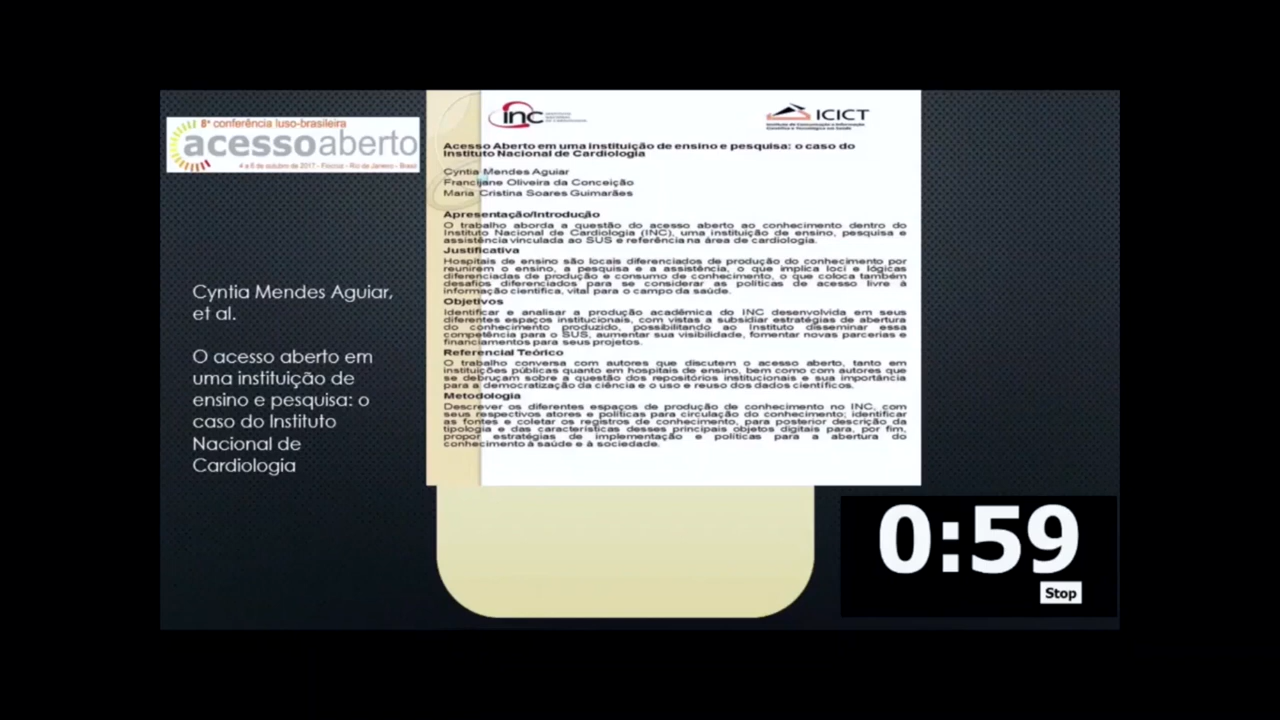 8ª conferência luso-brasileira
acessoaberto
4 a 6 de outubro de 2017 - Fiocruz - Rio de Janeiro - Brasil
Cyntia Mendes Aguiar,
et al.
O acesso aberto em
uma instituição de
ensino e pesquisa: o
caso do Instituto
Nacional de
Cardiologia
inc INSTITUTO
NACIONAL DE
CARDIOLOGIA
ICICT
Instituto de Comunicação e Informação
Científica e Tecnológica em Saúde
Acesso Aberto em uma instituição de ensino e pesquisa: o caso do
Instituto Nacional de Cardiologia
Cyntia Mendes Aguiar
Francijane Oliveira da Conceição
Maria Cristina Soares Guimarães
Apresentação/Introdução
O trabalho aborda a questão do acesso aberto ao conhecimento dentro do
Instituto Nacional de Cardiologia (INC), uma instituição de ensino, pesquisa e
assistência vinculada ao SUS e referência na área de cardiologia.
Justificativa
Hospitais de ensino são locais diferenciados de produção do conhecimento por
reunirem o ensino, a pesquisa e a assistência, o que implica loci e lógicas
diferenciadas de produção e consumo de conhecimento, o que coloca também
desafios diferenciados para se considerar as políticas de acesso livre à
informação científica, vital para o campo da saúde.
Objetivos
Identificar e analisar a produção acadêmica do INC desenvolvida em seus
diferentes espaços institucionais, com vistas a subsidiar estratégias de abertura
do conhecimento produzido, possibilitando ao Instituto disseminar essa
competência para o SUS, aumentar sua visibilidade, fomentar novas parcerias e
financiamentos para seus projetos.
Referencial Teórico
O trabalho conversa com autores que discutem o acesso aberto, tanto em
instituições públicas quanto em hospitais de ensino, bem como com autores que
se debruçam sobre a questão dos repositórios institucionais e sua importância
para a democratização da ciência e o uso e reuso dos dados científicos.
Metodologia
Descrever os diferentes espaços de produção de conhecimento no INC, com
seus respectivos atores e políticas para circulação do conhecimento; identificar
as fontes e coletar os registros de conhecimento, para posterior descrição da
tipologia e das características desses principais objetos digitais para, por fim,
propor estratégias de implementação e políticas para a abertura do
conhecimento à saúde e à sociedade.
0:59
Stop